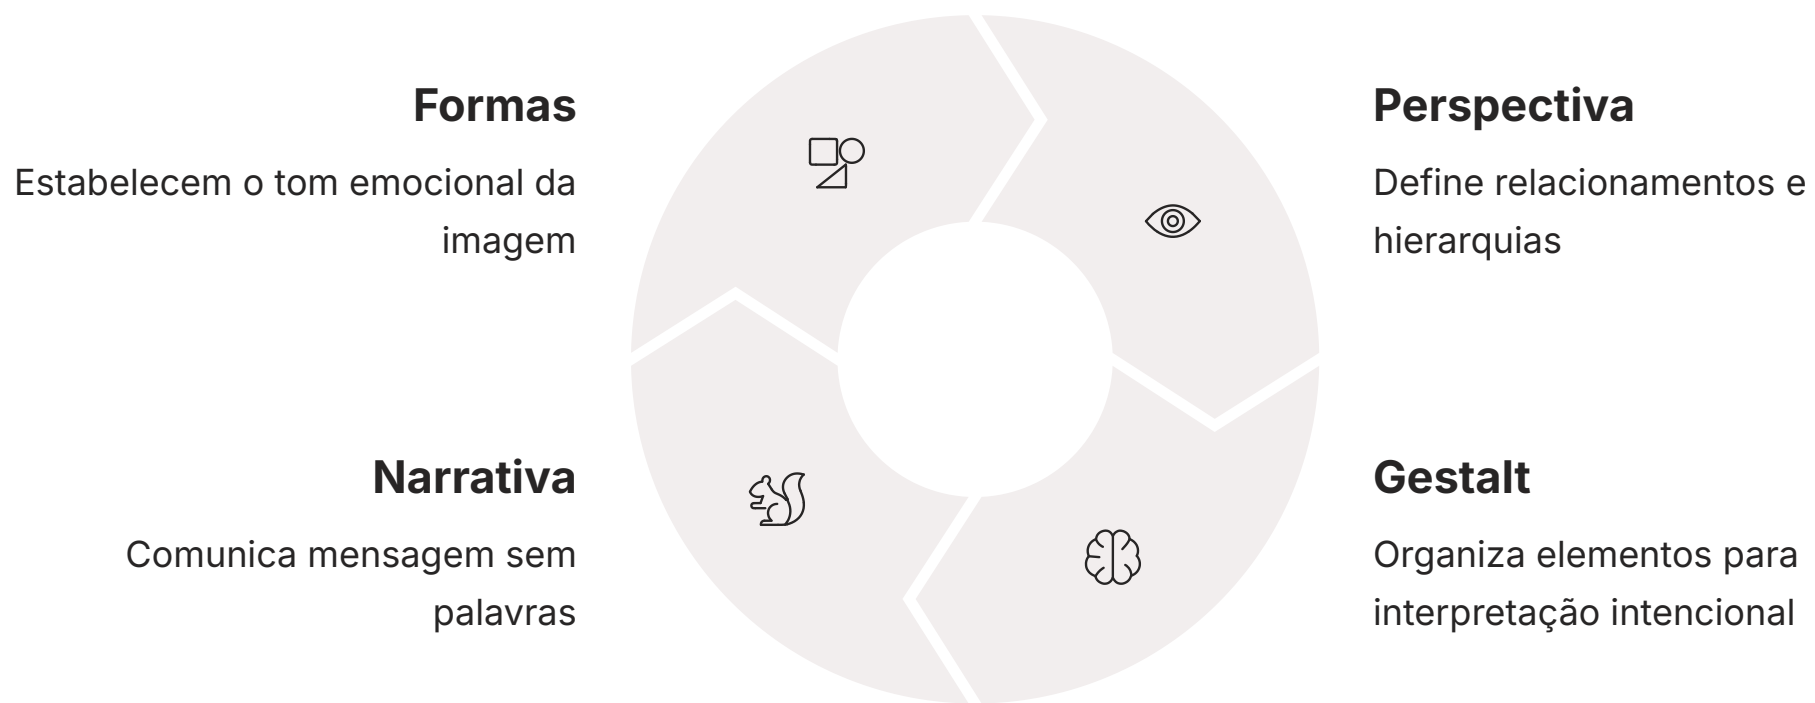 Formas
Estabelecem o tom emocional da
imagem
Perspectiva
Define relacionamentos e
hierarquias
Narrativa
Comunica mensagem sem
palavras
Gestalt
Organiza elementos para
interpretação intencional